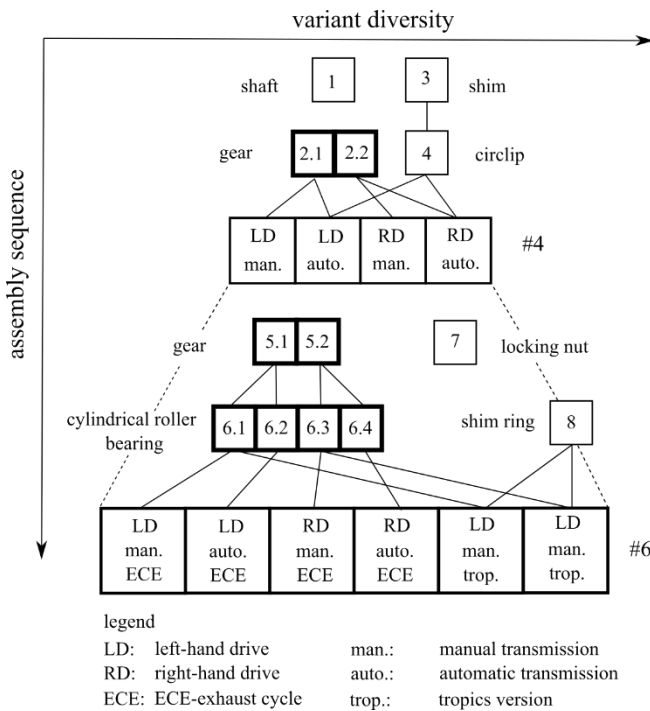 variant diversity
assembly sequence
shaft 1 3 shim
gear 2.1 2.2 4 circlip
LD LD RD RD
man. auto. man. auto.
#4
gear 5.1 5.2 7 locking nut
cylindrical roller
bearing
6.1 6.2 6.3 6.4
shim ring 8
LD LD RD RD LD LD
man. auto. man. auto. man. man.
ECE ECE ECE ECE trop. trop.
#6
legend
LD: left-hand drive man.: manual transmission
RD: right-hand drive auto.: automatic transmission
ECE: ECE-exhaust cycle trop.: tropics version